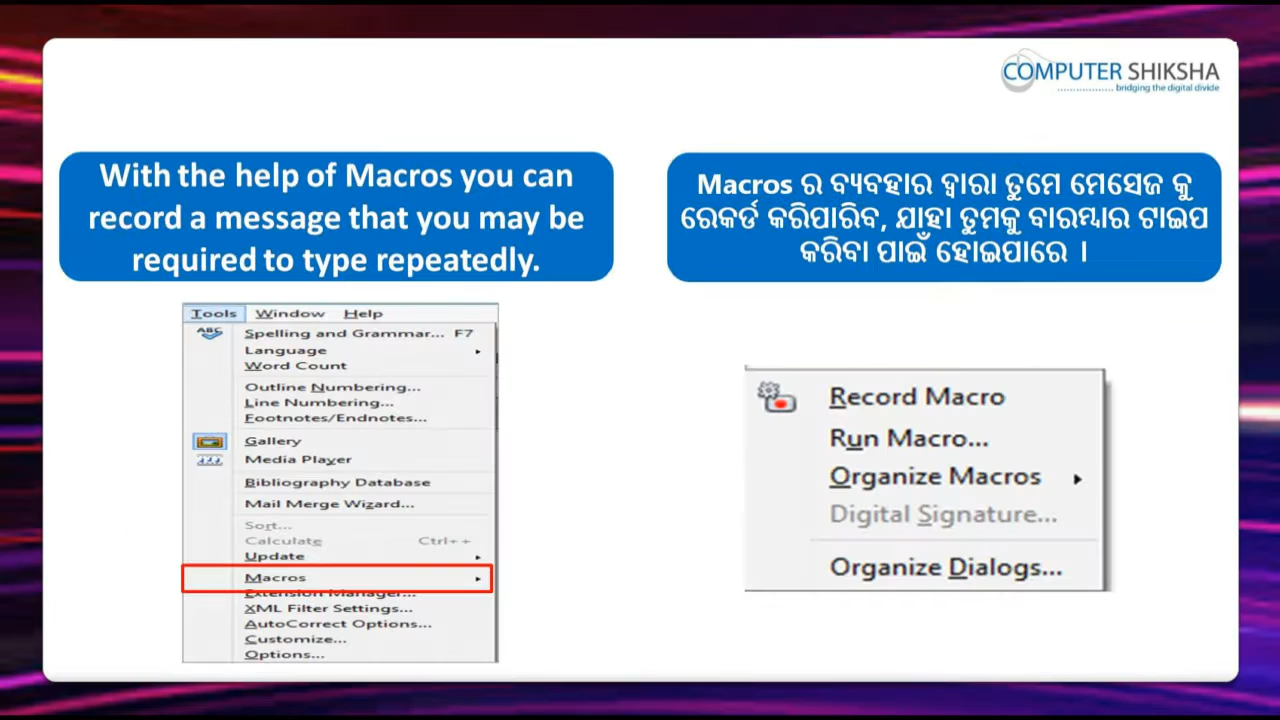 COMPUTER SHIKSHA
bridging the digital divide
With the help of Macros you can
record a message that you may be
required to type repeatedly.
Macros ର ବ୍ୟବହାର ଦ୍ୱାରା ତୁମେ ମେସେଜ କୁ
ରେକର୍ଡ କରିପାରିବ, ଯାହା ତୁମକୁ ବାରମ୍ବାର ଟାଇପ
କରିବା ପାଇଁ ହୋଇପାରେ ।
Tools Window Help
ABC Spelling and Grammar... F7
Language
Word Count
Outline Numbering...
Line Numbering...
Footnotes/Endnotes...
Gallery
Media Player
Bibliography Database
Mail Merge Wizard...
Sort...
Calculate Ctrl++
Update
Macros
Extension Manager...
XML Filter Settings...
AutoCorrect Options...
Customize...
Options...
Record Macro
Run Macro...
Organize Macros
Digital Signature...
Organize Dialogs...